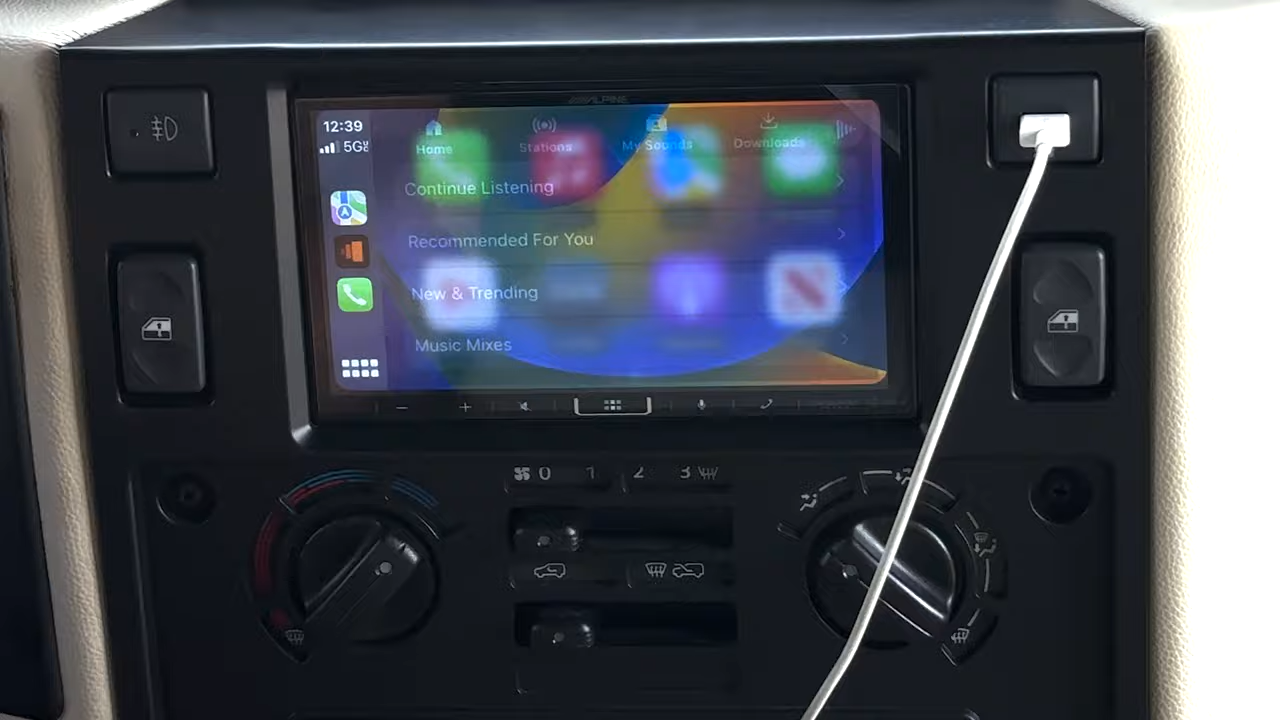 ALPINE
12:39
5G
Home
Stations
My Sounds
Downloads
Continue Listening
Recommended For You
New & Trending
Music Mixes
0 1 2 3